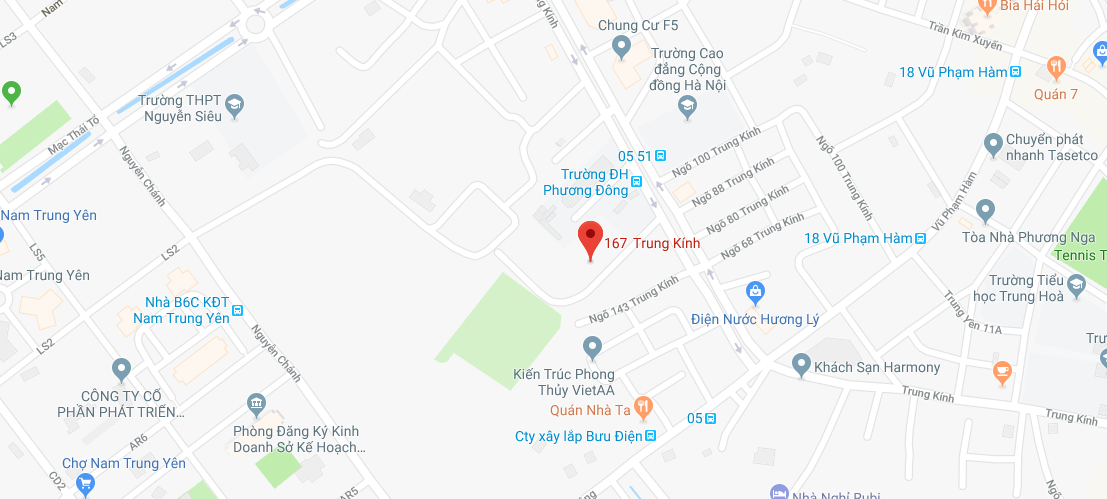 Nam
LS3
Bia Hải Hói
Chung Cư F5
Trần Kim Xuyến
Trường Cao
đẳng Cộng
đồng Hà Nội
18 Vũ Phạm Hàm
Quán 7
Trường THPT
Nguyễn Siêu
Mạc Thái Tổ
Nguyễn Chánh
05 51
Ngõ 100 Trung Kính
Ngõ 100 Trung Kính
Chuyển phát
nhanh Tasetco
Trường ĐH
Phương Đông
Ngõ 88 Trung Kính
Vũ Phạm Hàm
Nam Trung Yên
Ngõ 80 Trung Kính
167 Trung Kính
Ngõ 68 Trung Kính
18 Vũ Phạm Hàm
Tòa Nhà Phương Nga
Tennis T
LS2
LS5
Nam Trung Yên
Trường Tiểu
học Trung Hoà
Nhà B6C KĐT
Nam Trung Yên
Ngõ 143 Trung Kính
Điện Nước Hương Lý
Trung Yên 11A
LS2
Nguyễn Chánh
Trư
Kiến Trúc Phong
Thủy VietAA
Khách Sạn Harmony
CÔNG TY CỔ
PHẦN PHÁT TRIỂN...
Trung Kính
Trung Kính
Quán Nhà Ta
05
Phòng Đăng Ký Kinh
Doanh Sở Kế Hoạch...
Cty xây lắp Bưu Điện
AR6
Chợ Nam Trung Yên
CD2
AR5
Nhà Nghỉ Rubi